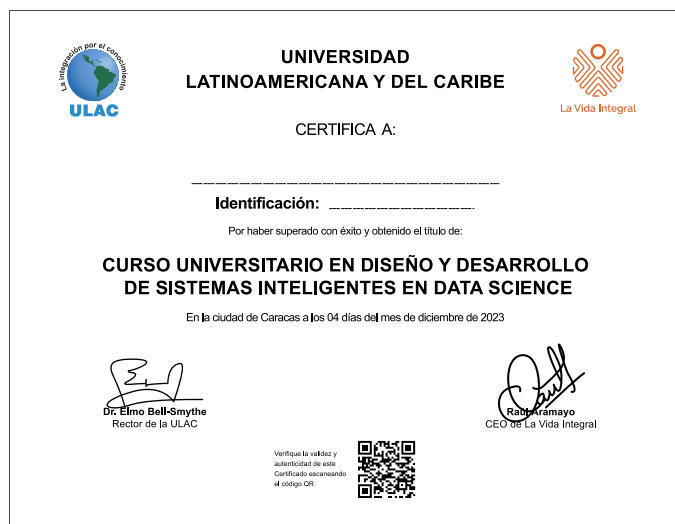 La integración por el conocimiento
ULAC
UNIVERSIDAD
LATINOAMERICANA Y DEL CARIBE
La Vida Integral
CERTIFICA A:
Identificación:
Por haber superado con éxito y obtenido el título de:
CURSO UNIVERSITARIO EN DISEÑO Y DESARROLLO
DE SISTEMAS INTELIGENTES EN DATA SCIENCE
En la ciudad de Caracas a los 04 días del mes de diciembre de 2023
Dr. Elmo Bell-Smythe
Rector de la ULAC
Raúl Aramayo
CEO de La Vida Integral
Verifique la validez y
autenticidad de este
Certificado escaneando
el código QR